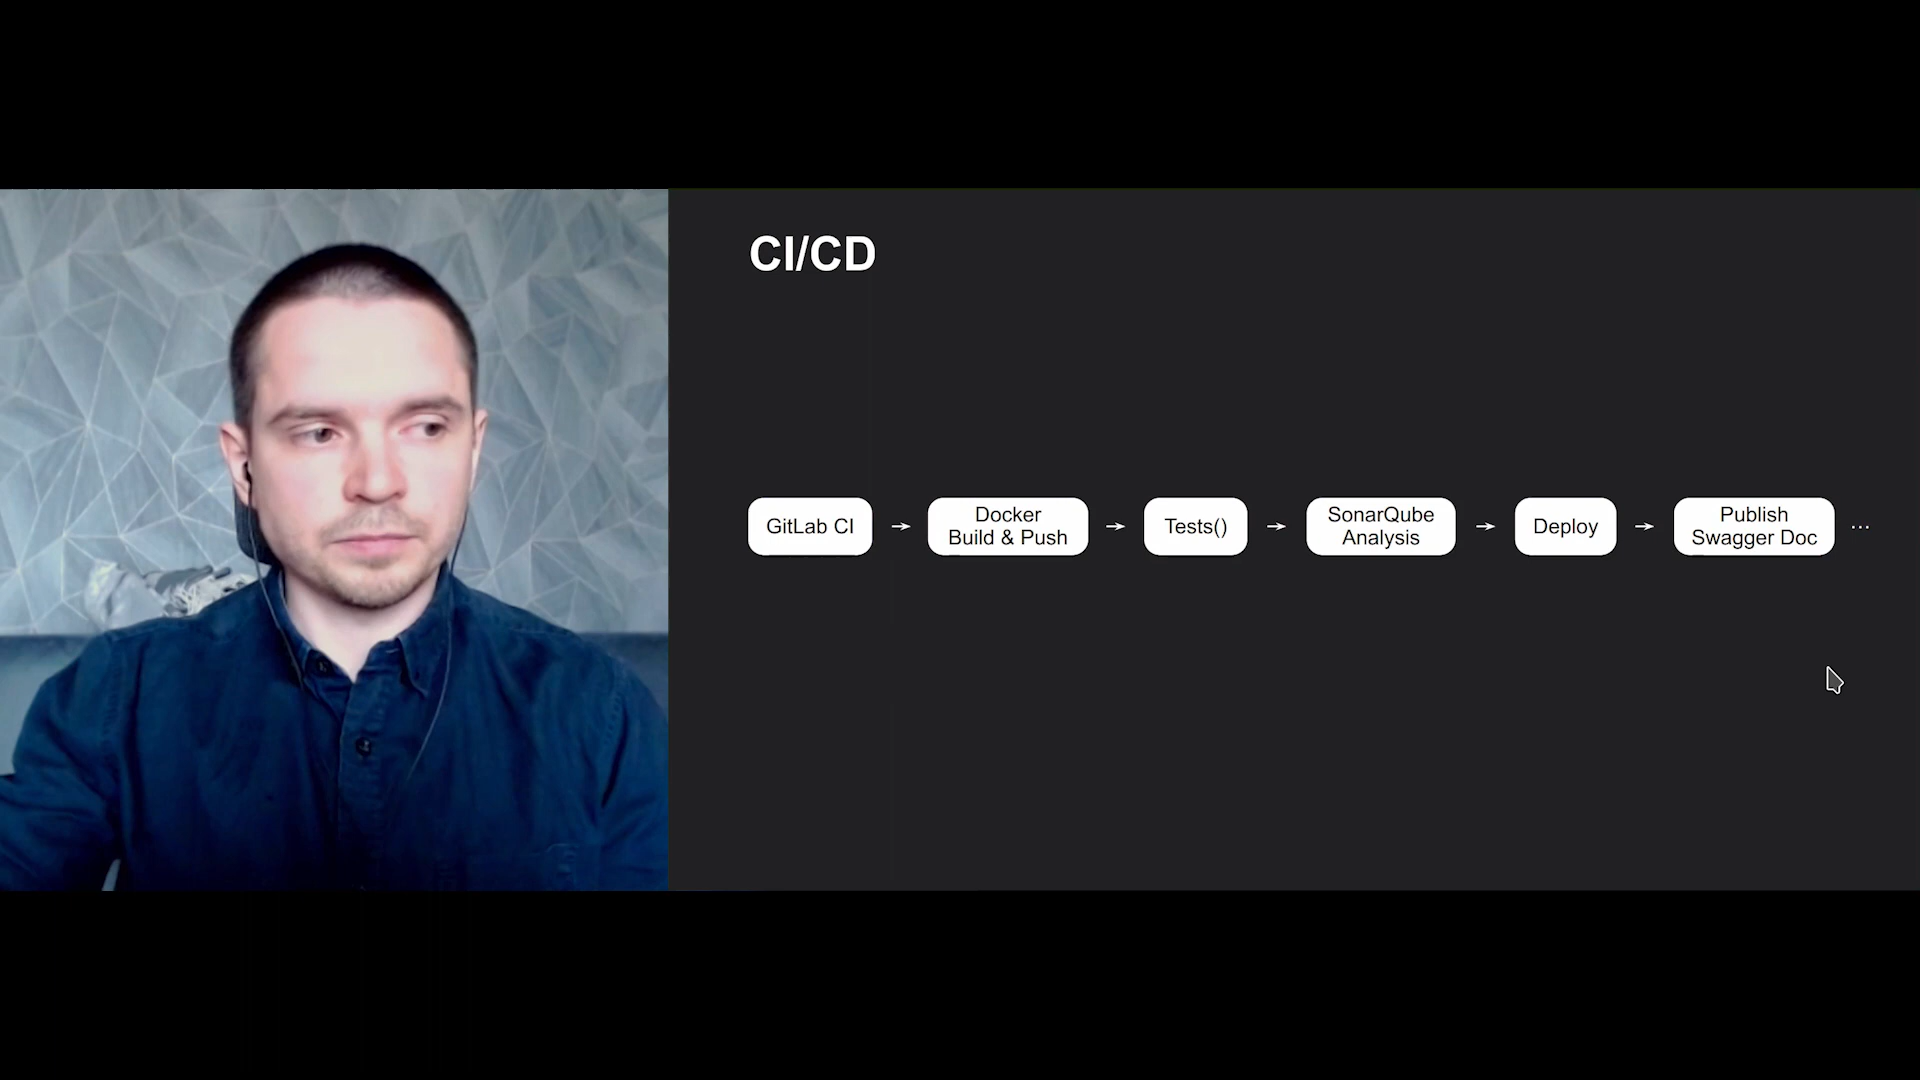 CI/CD
GitLab CI → Docker
Build & Push → Tests() → SonarQube
Analysis → Deploy → Publish
Swagger Doc ...